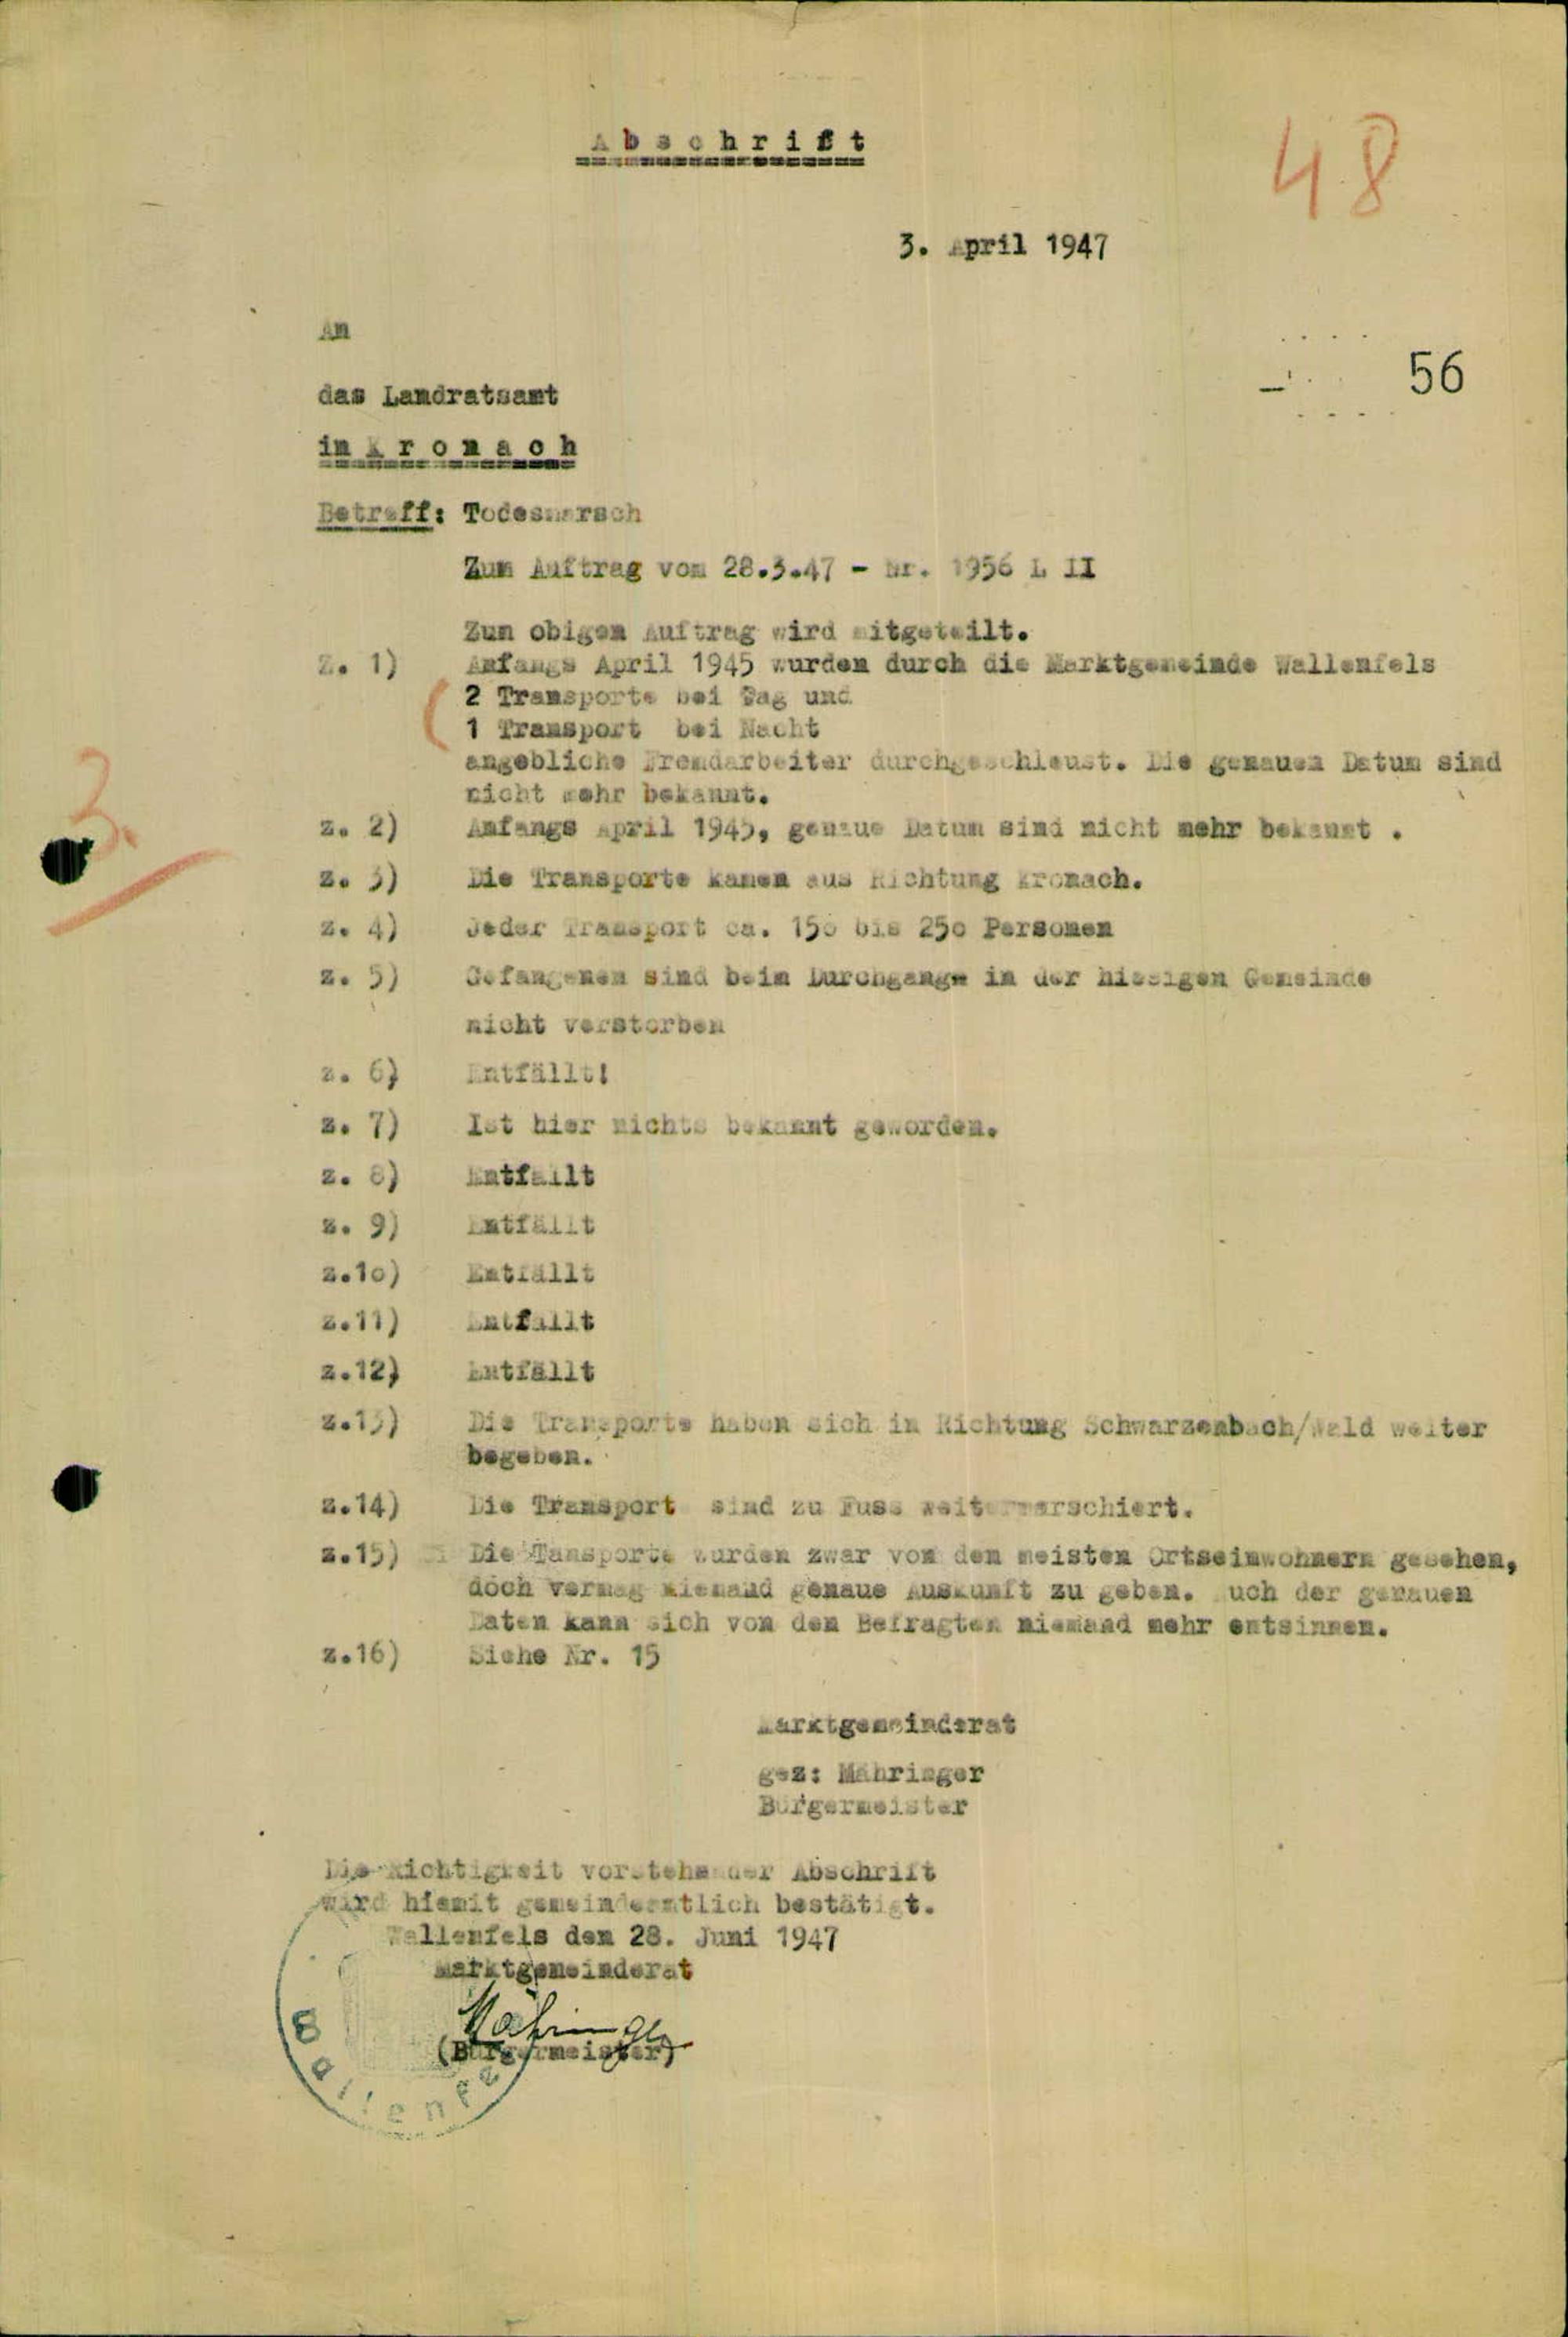 Abschrift
48
3. April 1947
An
56
das Landratsamt
in Kronach
Betreff: Todesmarsch
Zum Auftrag vom 28.3.47 - Nr. 1956 L II
Zum obigen Auftrag wird mitgeteilt.
Z. 1) Anfangs April 1945 wurden durch die Marktgemeinde Wallenfels
2 Transporte bei Tag und
1 Transport bei Nacht
angebliche Fremdarbeiter durchgeschleust. Die genauen Datum sind
nicht mehr bekannt.
3.
z. 2) Anfangs April 1945, genaue Datum sind nicht mehr bekannt .
z. 3) Die Transporte kamen aus Richtung Kronach.
z. 4) Jeder Transport ca. 15o bis 25o Personen
z. 5) Gefangenen sind beim Durchgange in der hiesigen Gemeinde
nicht verstorben
z. 6) Entfällt!
z. 7) Ist hier nichts bekannt geworden.
z. 8) Entfällt
z. 9) Entfällt
z.1o) Entfällt
z.11) Entfällt
z.12) Entfällt
z.13) Die Transporte haben sich in Richtung Schwarzenbach/Wald weiter
begeben.
z.14) Die Transport sind zu Fuss weitermarschiert.
z.15) Die Tansporte wurden zwar von den meisten Ortseinwohnern gesehen,
doch vermag niemand genaue Auskunft zu geben. Auch der genauen
Daten kann sich von den Befragten niemand mehr entsinnen.
z.16) Siehe Nr. 15
Marktgemeinderat
gez: Mähringer
Bürgermeister
Die Richtigkeit vorstehender Abschrift
wird hiemit gemeindeamtlich bestätigt.
Wallenfels den 28. Juni 1947
Marktgemeinderat
Mähringer
(Bürgermeister)